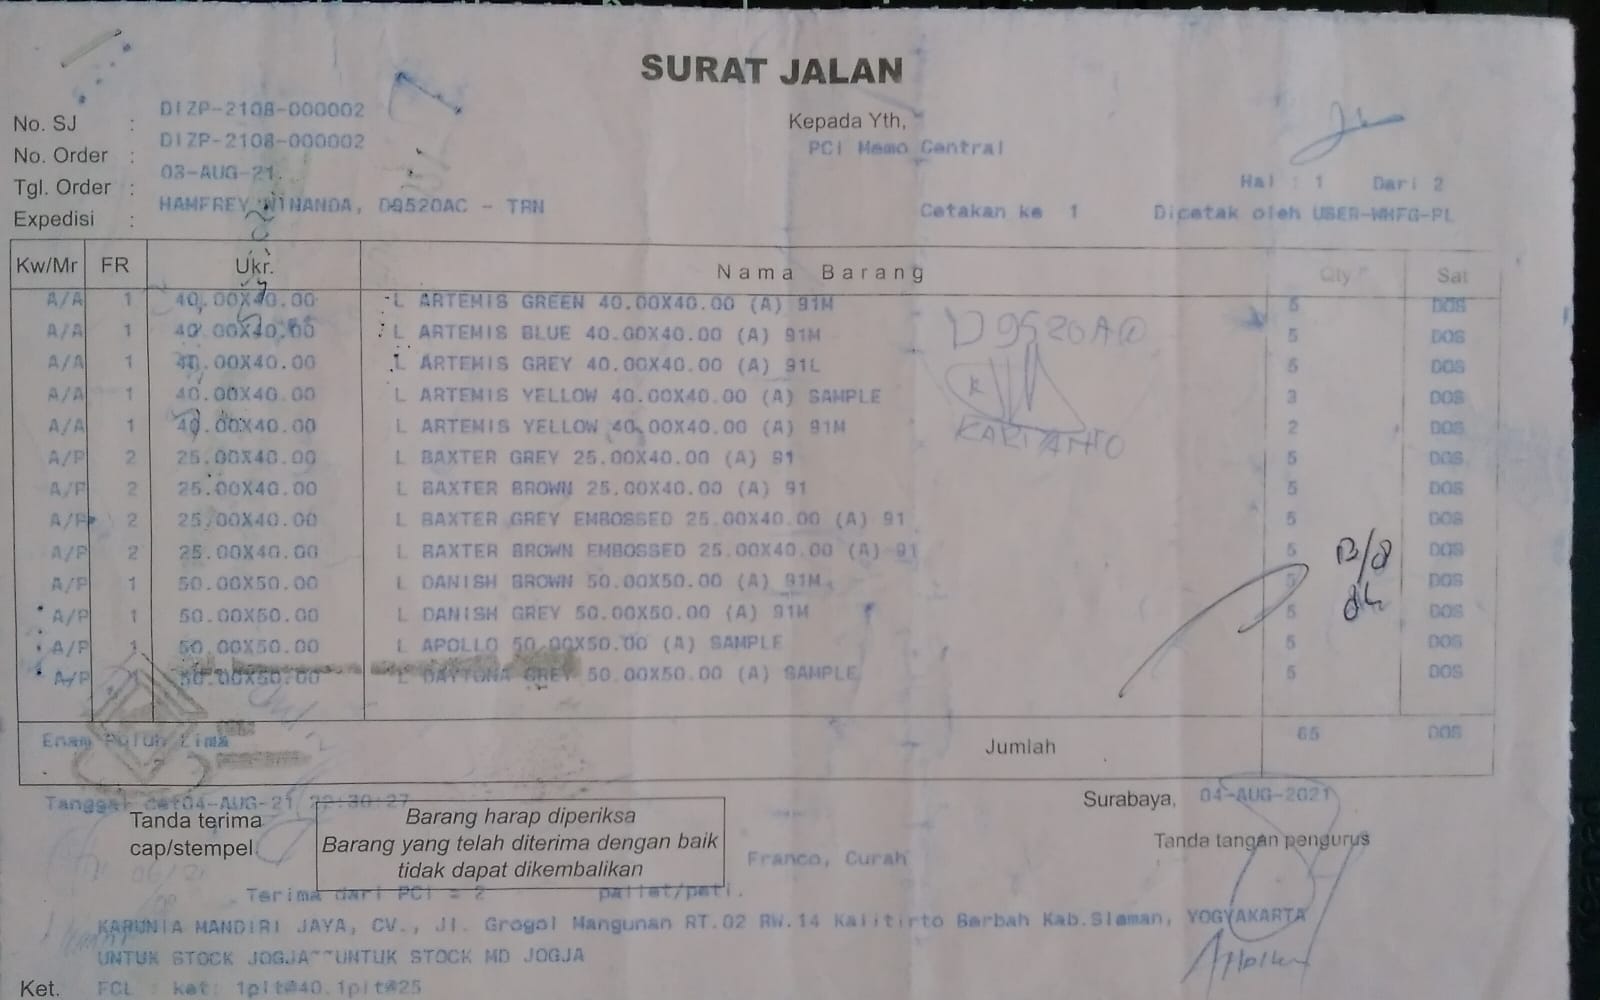 SURAT JALAN
No. SJ : DIZP-2108-000002
No. Order : DIZP-2108-000002
Tgl. Order : 03-AUG-21
Expedisi : HAMFREY WINANDA, D9520AC - TRN
Kepada Yth,
PCI Memo Central
Hal : 1 Dari 2
Cetakan ke 1 Dicetak oleh USER-WHFG-PL
Kw/Mr FR Ukr. Nama Barang Qty Sat
A/A 1 40.00X40.00 L ARTEMIS GREEN 40.00X40.00 (A) 91M 5 DOS
A/A 1 40.00X40.00 L ARTEMIS BLUE 40.00X40.00 (A) 91M 5 DOS
A/A 1 40.00X40.00 L ARTEMIS GREY 40.00X40.00 (A) 91L 5 DOS
A/A 1 40.00X40.00 L ARTEMIS YELLOW 40.00X40.00 (A) SAMPLE 3 DOS
A/A 1 40.00X40.00 L ARTEMIS YELLOW 40.00X40.00 (A) 91M 2 DOS
A/P 2 25.00X40.00 L BAXTER GREY 25.00X40.00 (A) 91 5 DOS
A/P 2 25.00X40.00 L BAXTER BROWN 25.00X40.00 (A) 91 5 DOS
A/P 2 25.00X40.00 L BAXTER GREY EMBOSSED 25.00X40.00 (A) 91 5 DOS
A/P 2 25.00X40.00 L BAXTER BROWN EMBOSSED 25.00X40.00 (A) 91 5 DOS
A/P 1 50.00X50.00 L DANISH BROWN 50.00X50.00 (A) 91M 5 DOS
A/P 1 50.00X50.00 L DANISH GREY 50.00X50.00 (A) 91M 5 DOS
A/P 1 50.00X50.00 L APOLLO 50.00X50.00 (A) SAMPLE 5 DOS
A/P 1 50.00X50.00 L DAYTONA GREY 50.00X50.00 (A) SAMPLE 5 DOS
D9520AC
KARIYANTO
Enam Puluh Lima Jumlah 65 DOS
Tanggal cet04-AUG-21 22:30:27
Surabaya, 04-AUG-2021
Tanda terima
cap/stempel
Barang harap diperiksa
Barang yang telah diterima dengan baik
tidak dapat dikembalikan
Franco, Curah
Tanda tangan pengurus
Terima dari PCI = 2 pallet/peti.
KARUNIA MANDIRI JAYA, CV., Jl. Grogol Mangunan RT.02 RW.14 Kalitirto Berbah Kab.Sleman, YOGYAKARTA
UNTUK STOCK JOGJA~~UNTUK STOCK MD JOGJA
Ket. FCL : ket: 1plt@40.1plt@25